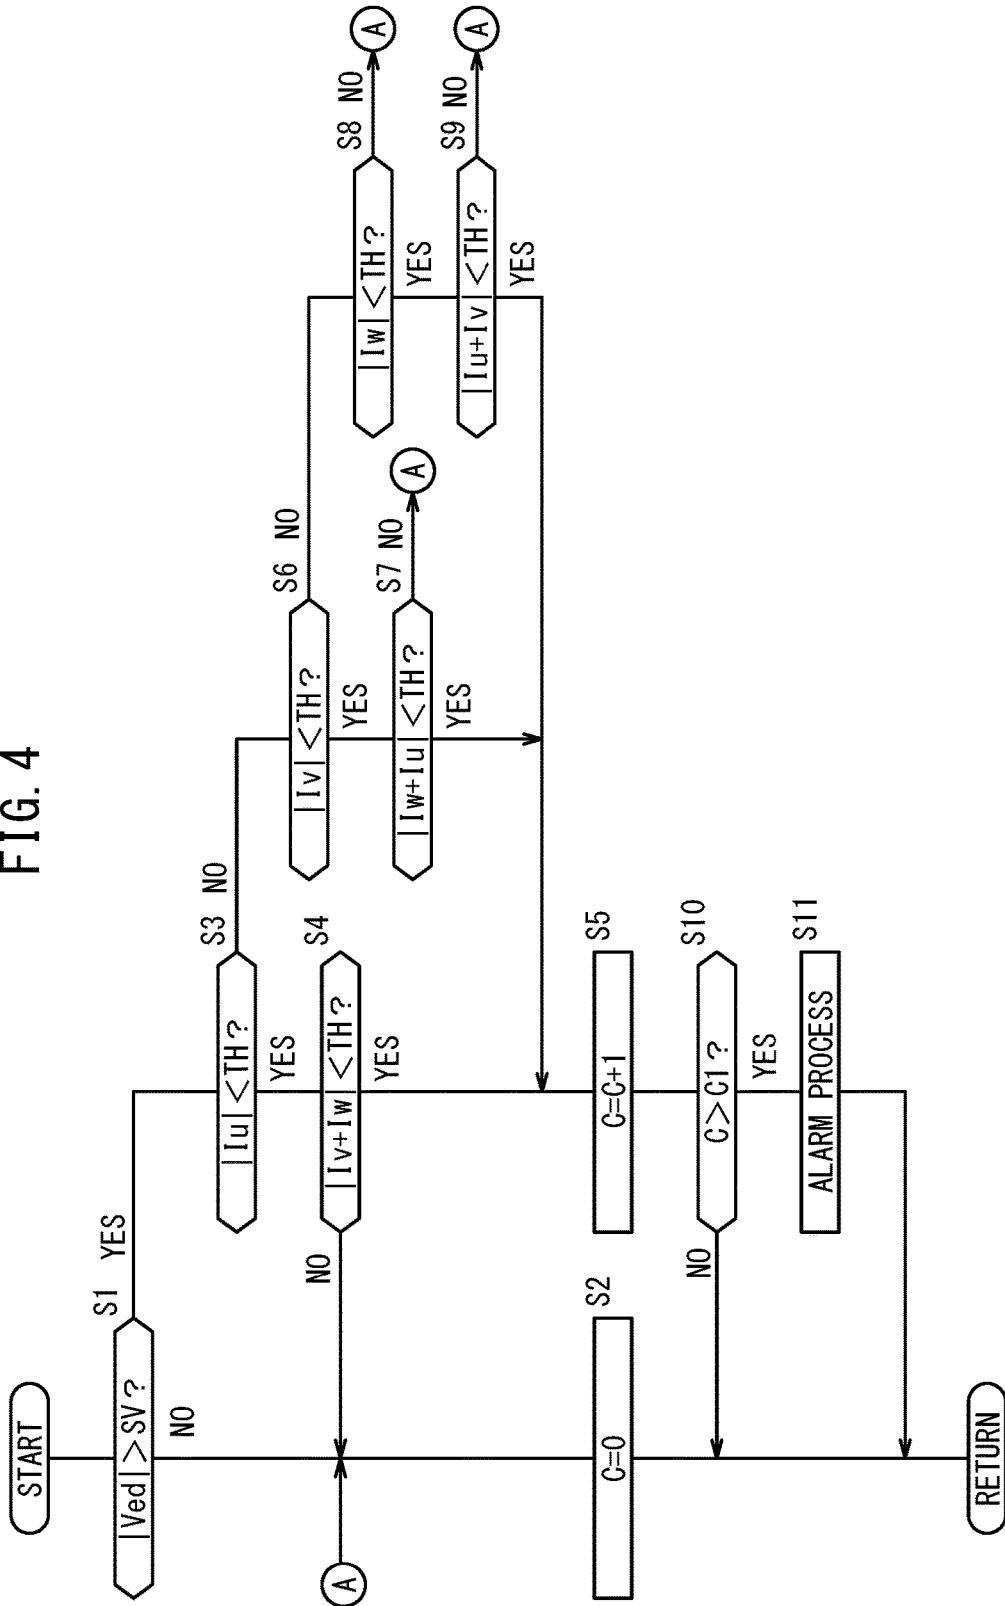 FIG. 4
START
S1
|Ved|>SV?
YES
NO
S3
|Iu|<TH?
NO
YES
S4
|Iv+Iw|<TH?
NO
YES
S6
|Iv|<TH?
NO
YES
S7
|Iw+Iu|<TH?
NO
A
YES
S8
|Iw|<TH?
NO
A
YES
S9
|Iu+Iv|<TH?
NO
A
YES
A
S2
C=0
S5
C=C+1
S10
C>C1?
NO
YES
S11
ALARM PROCESS
RETURN